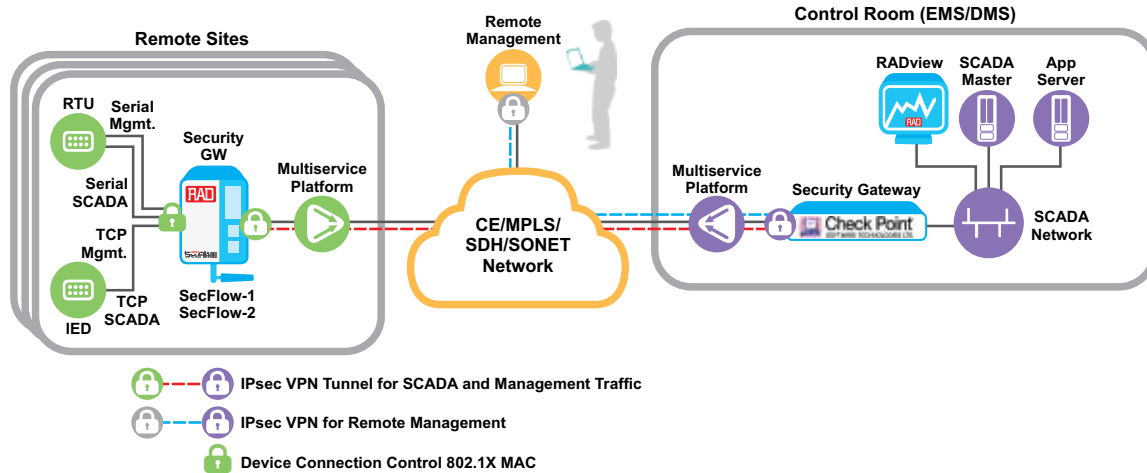 Remote Sites
RTU
Serial
Mgmt.
Security
GW
RAD
Serial
SCADA
TCP
Mgmt.
TCP
SCADA
IED
SecFlow-1
SecFlow-2
Multiservice
Platform
Remote
Management
CE/MPLS/
SDH/SONET
Network
Control Room (EMS/DMS)
RADview
RAD
SCADA
Master
App
Server
Multiservice
Platform
Security Gateway
Check Point
SOFTWARE TECHNOLOGIES LTD.
SCADA
Network
IPsec VPN Tunnel for SCADA and Management Traffic
IPsec VPN for Remote Management
Device Connection Control 802.1X MAC